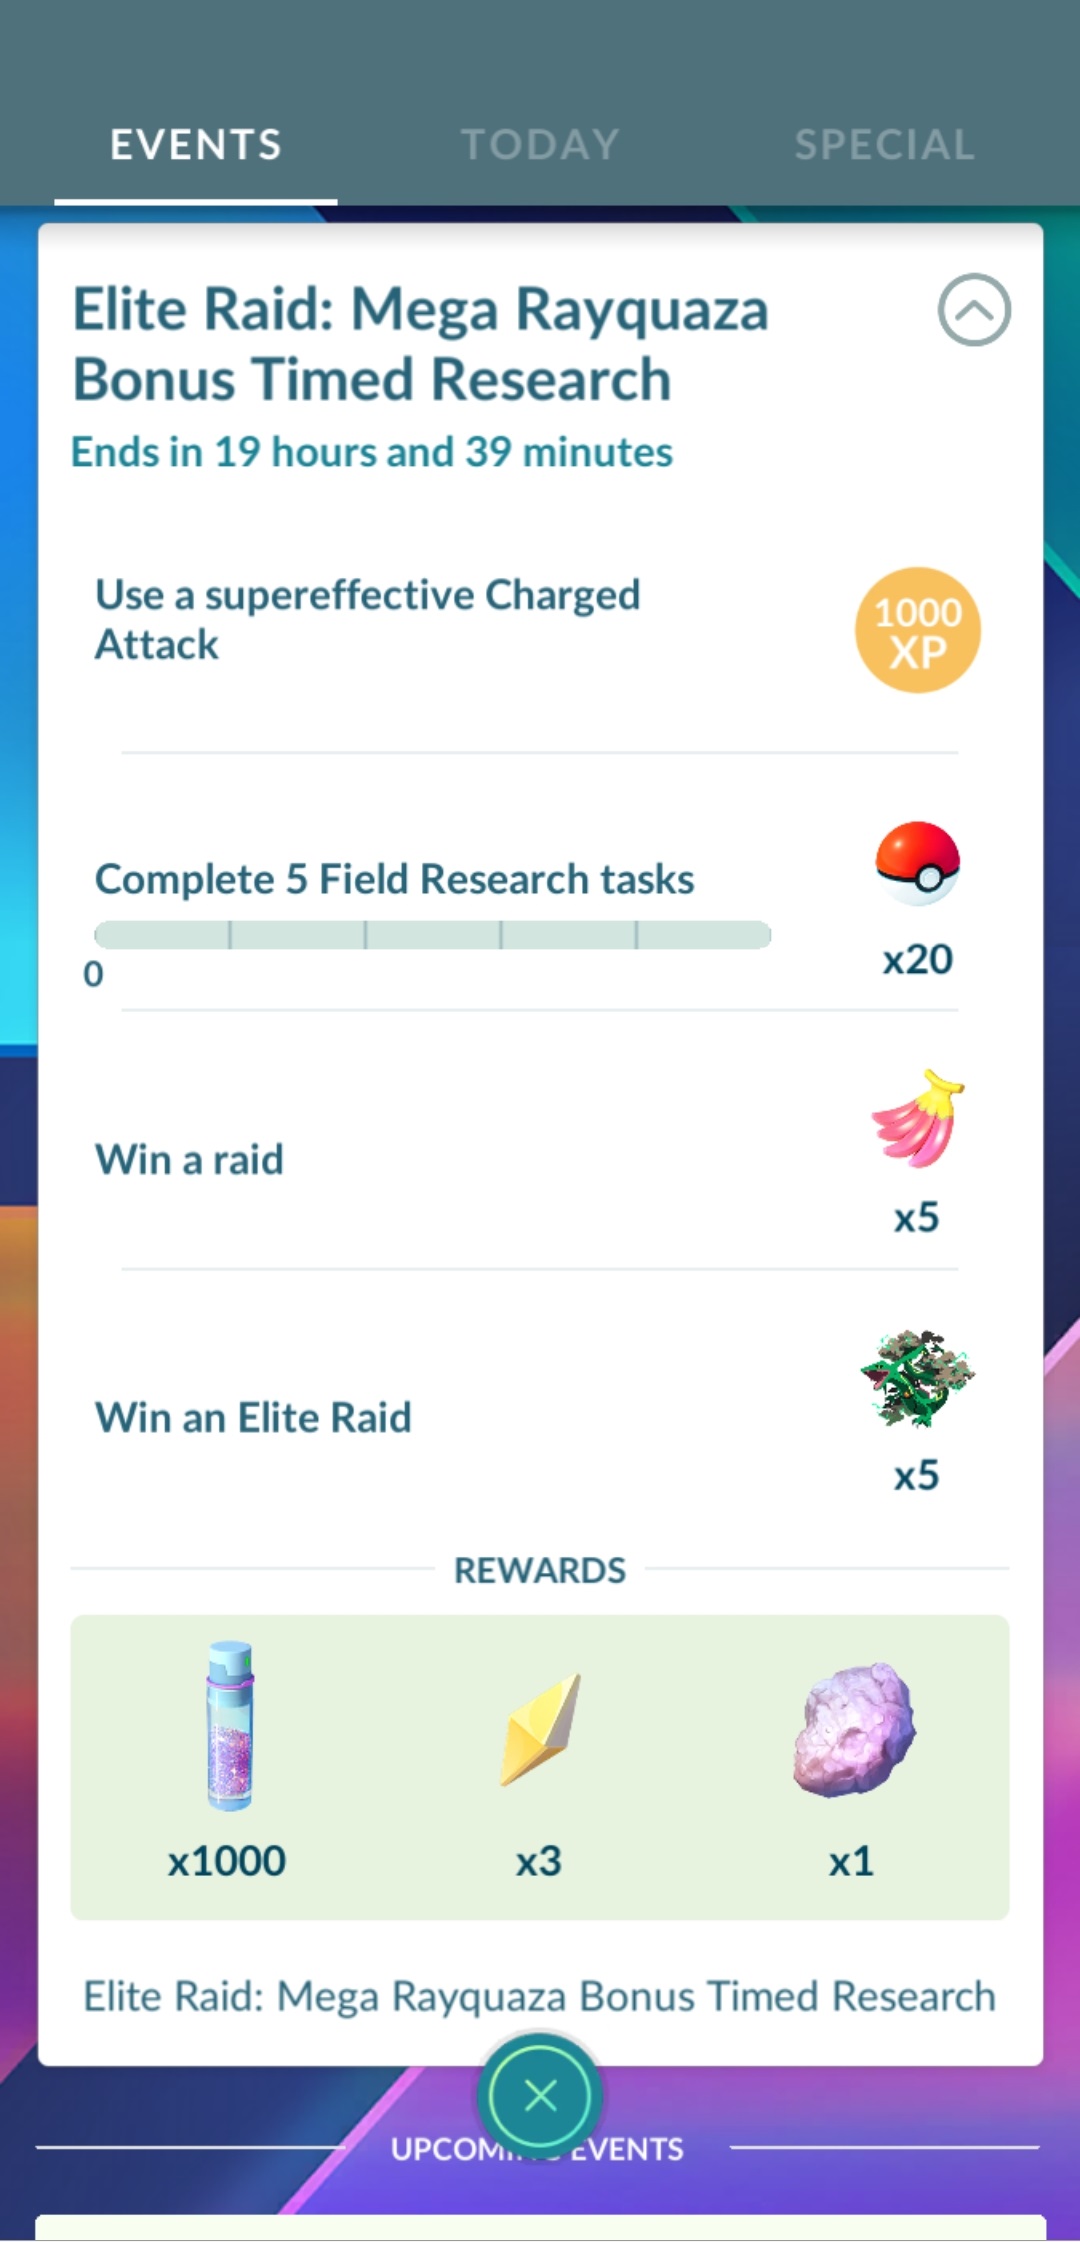 EVENTS
TODAY
SPECIAL
Elite Raid: Mega Rayquaza
Bonus Timed Research
Ends in 19 hours and 39 minutes
Use a supereffective Charged
Attack
1000
XP
Complete 5 Field Research tasks
x20
0
Win a raid
x5
Win an Elite Raid
x5
REWARDS
x1000
x3
x1
Elite Raid: Mega Rayquaza Bonus Timed Research
EVENTS